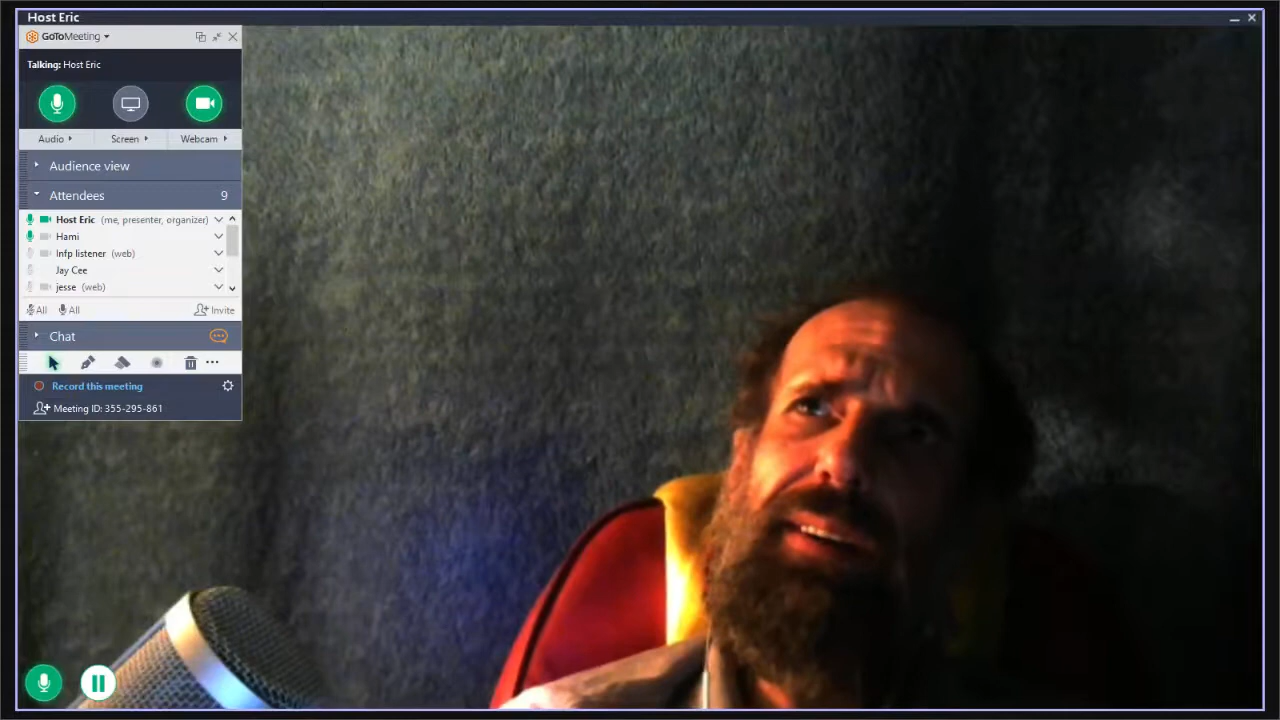 Host Eric
GoToMeeting
Talking: Host Eric
Audio
Screen
Webcam
Audience view
Attendees 9
Host Eric (me, presenter, organizer)
Hami
Infp listener (web)
Jay Cee
jesse (web)
All All Invite
Chat
Record this meeting
Meeting ID: 355-295-861